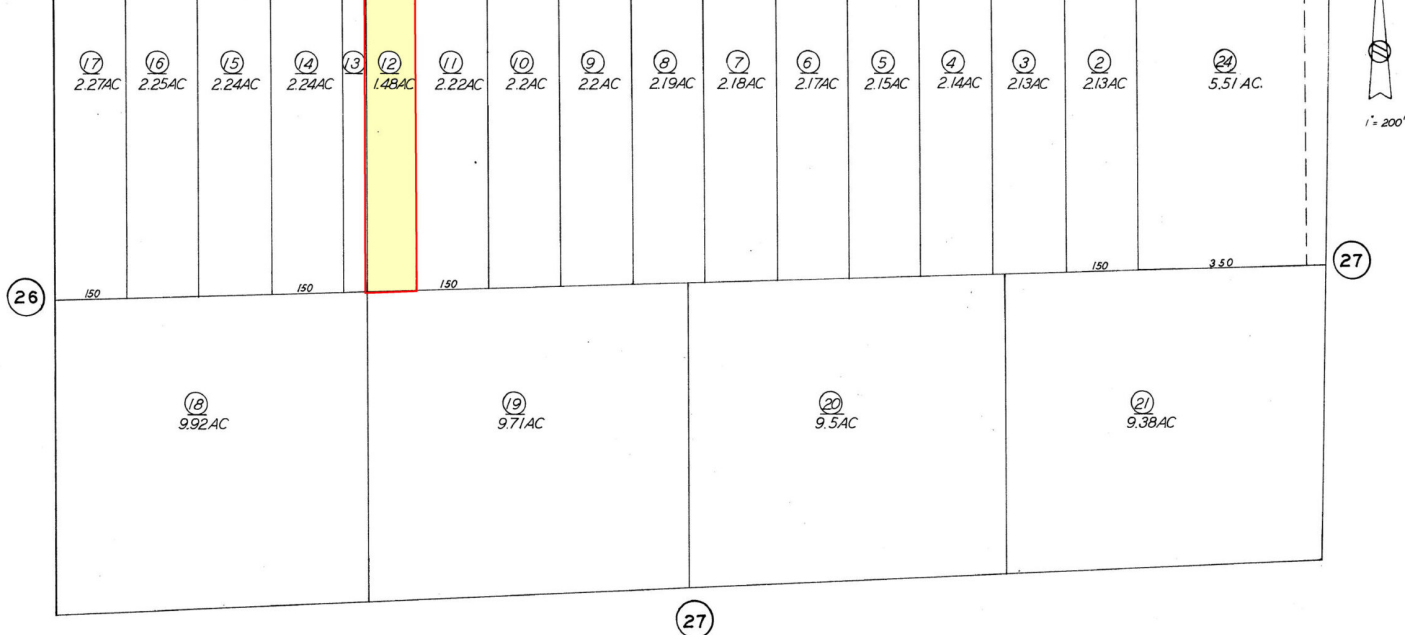 17
2.27AC
16
2.25AC
15
2.24AC
14
2.24AC
13
12
1.48AC
11
2.22AC
10
2.2AC
9
2.2AC
8
2.19AC
7
2.18AC
6
2.17AC
5
2.15AC
4
2.14AC
3
2.13AC
2
2.13AC
24
5.51 AC.
1"= 200'
26
150
150
150
150
350
27
18
9.92AC
19
9.71AC
20
9.5AC
21
9.38AC
27